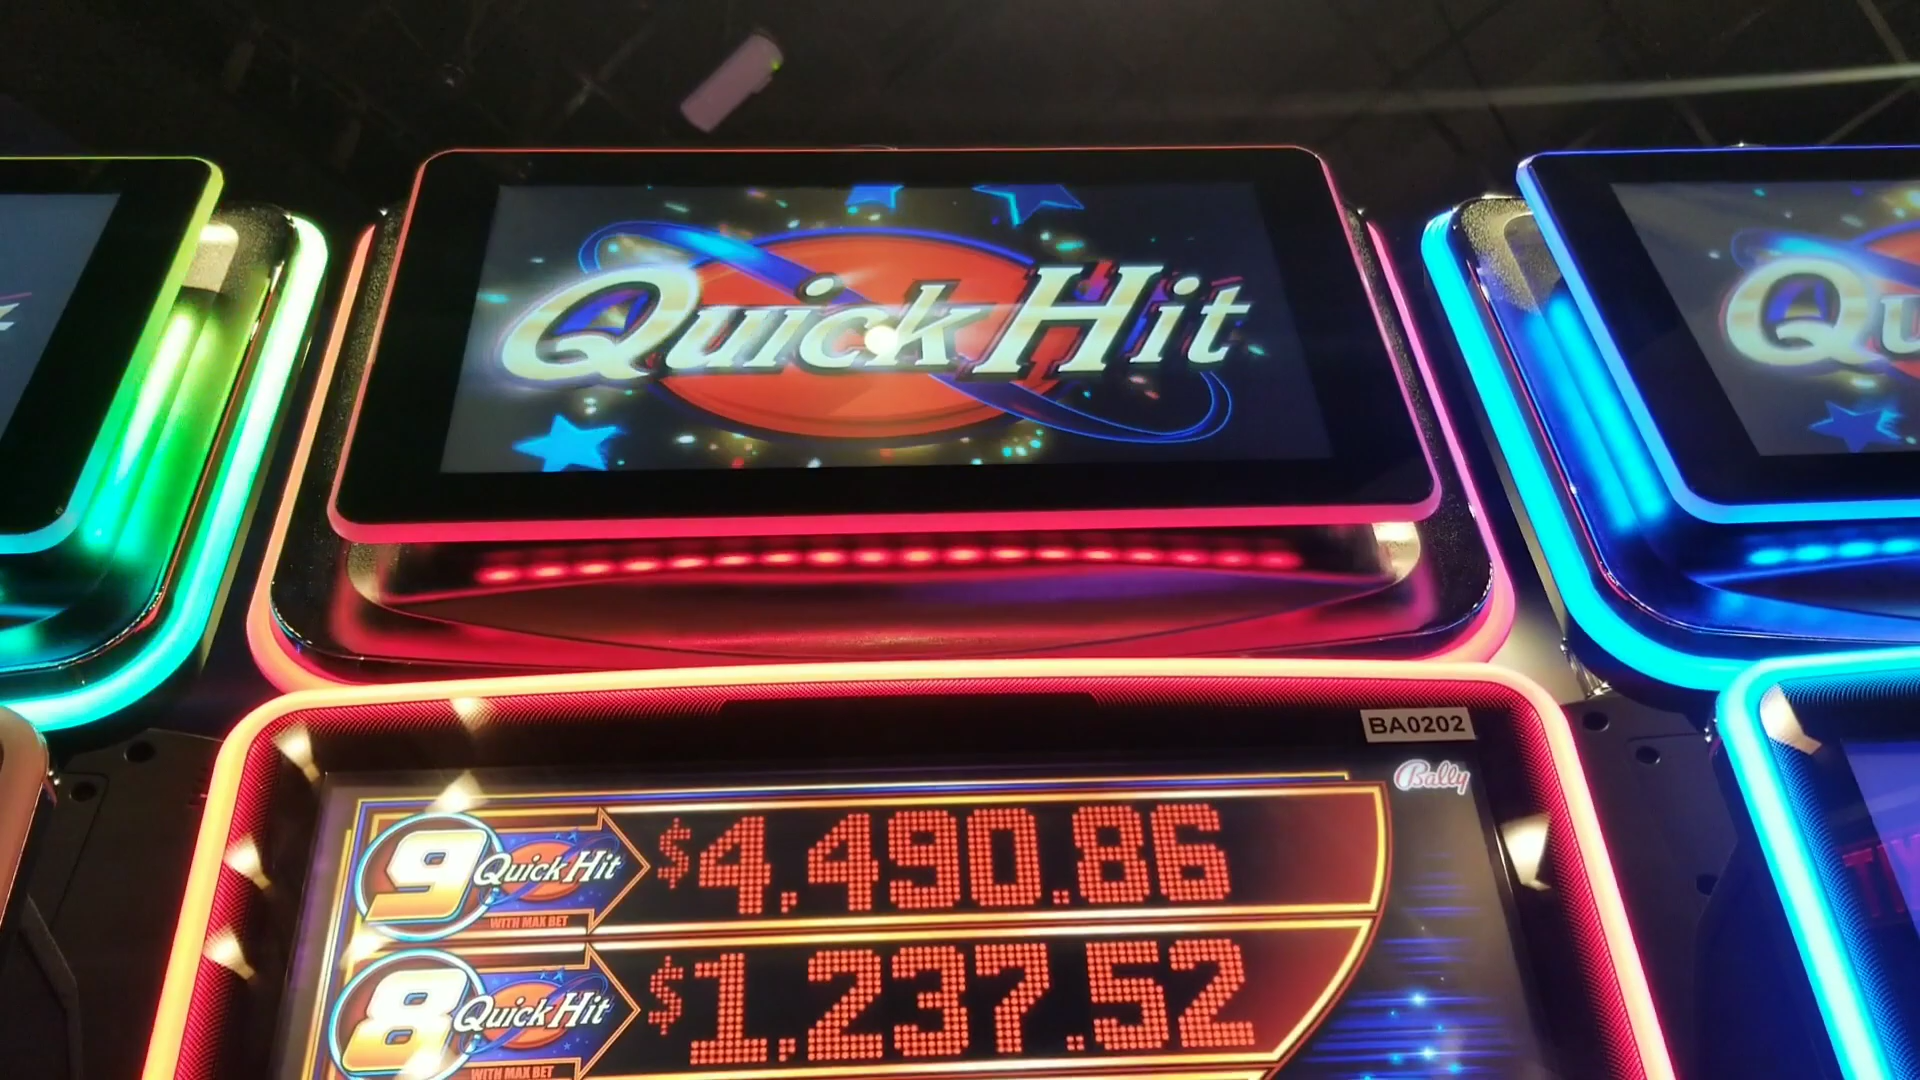 Quick Hit
Qu
BA0202
Bally
9 Quick Hit $4,490.86
WITH MAX BET
8 Quick Hit $1,237.52
WITH MAX BET